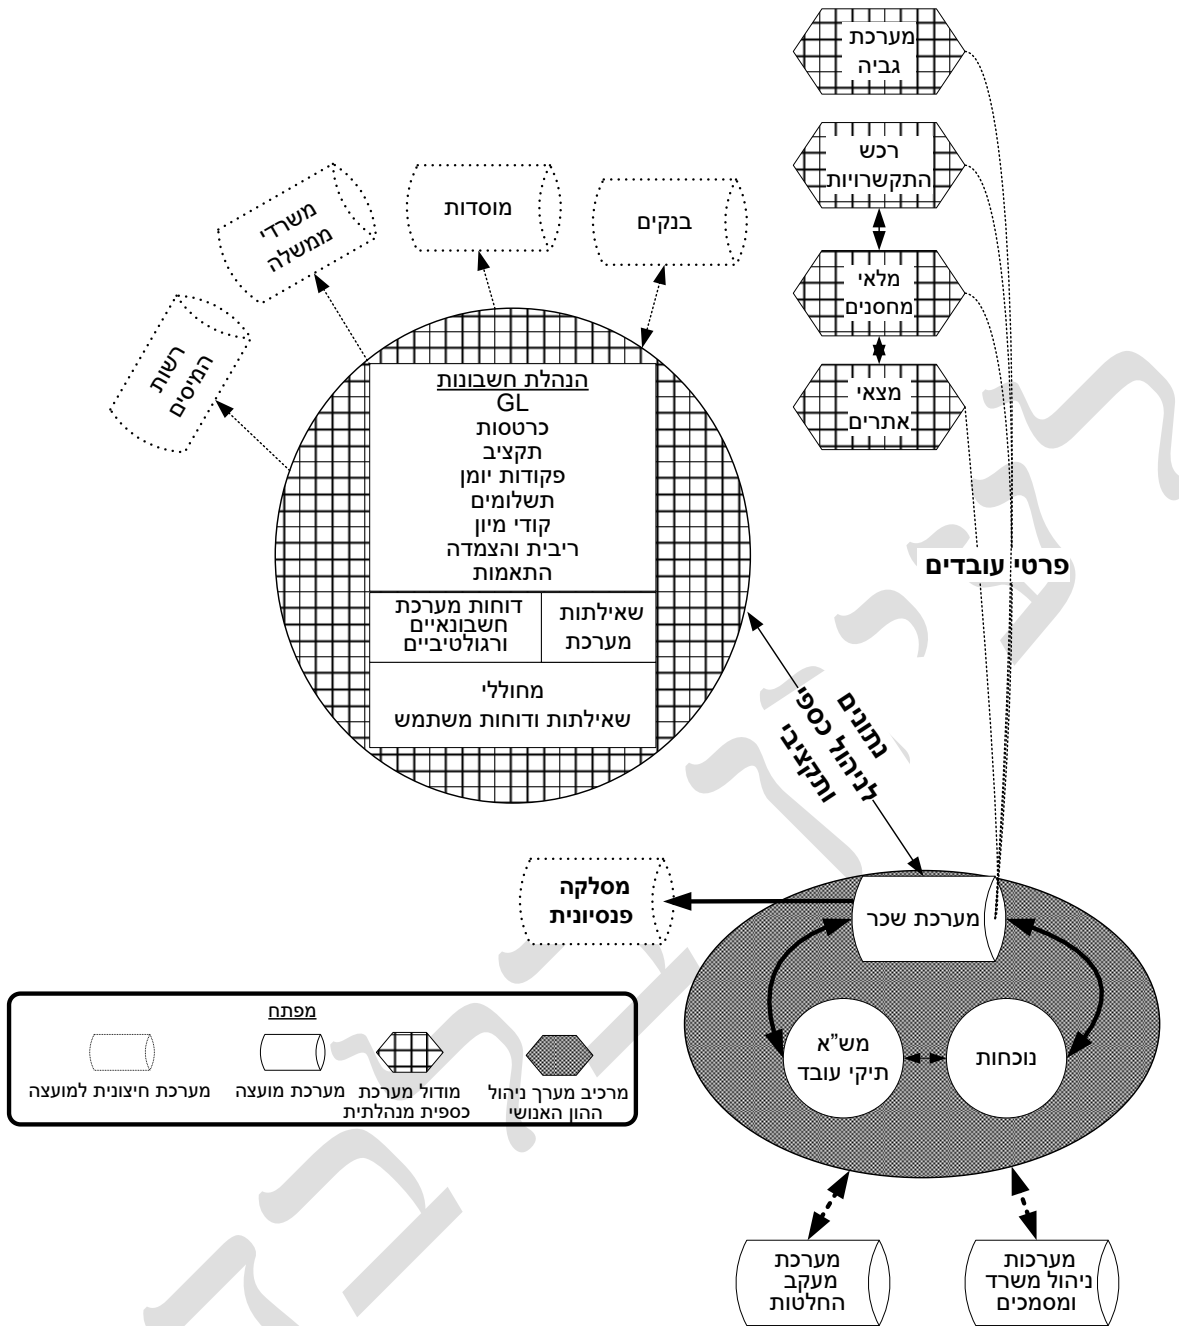 מערכת
גביה
רכש
התקשרויות
מלאי
מחסנים
מצאי
אתרים
בנקים
מוסדות
משרדי
ממשלה
רשות
המיסים
הנהלת חשבונות
GL
כרטסות
תקציב
פקודות יומן
תשלומים
קודי מיון
ריבית והצמדה
התאמות
שאילתות
מערכת
דוחות מערכת
חשבונאיים
ורגולטיביים
מחוללי
שאילתות ודוחות משתמש
פרטי עובדים
נתונים
לניהול כספי
ותקציבי
מסלקה
פנסיונית
מערכת שכר
נוכחות
מש"א
תיקי עובד
מערכות
ניהול משרד
ומסמכים
מערכת
מעקב
החלטות
מפתח
מרכיב מערך ניהול
ההון האנושי
מודול מערכת
כספית מנהלתית
מערכת מועצה
מערכת חיצונית למועצה